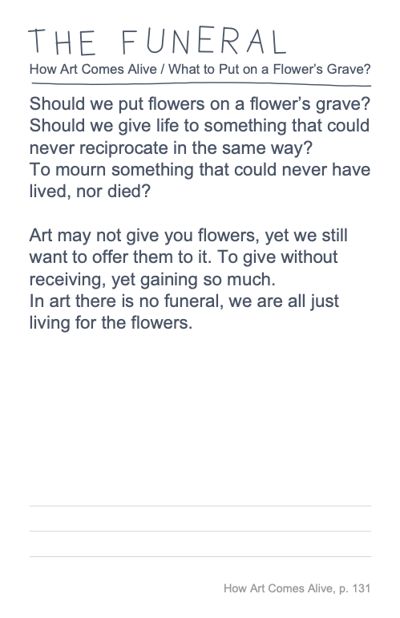 THE FUNERAL
How Art Comes Alive / What to Put on a Flower's Grave?
Should we put flowers on a flower's grave?
Should we give life to something that could
never reciprocate in the same way?
To mourn something that could never have
lived, nor died?
Art may not give you flowers, yet we still
want to offer them to it. To give without
receiving, yet gaining so much.
In art there is no funeral, we are all just
living for the flowers.
How Art Comes Alive, p. 131